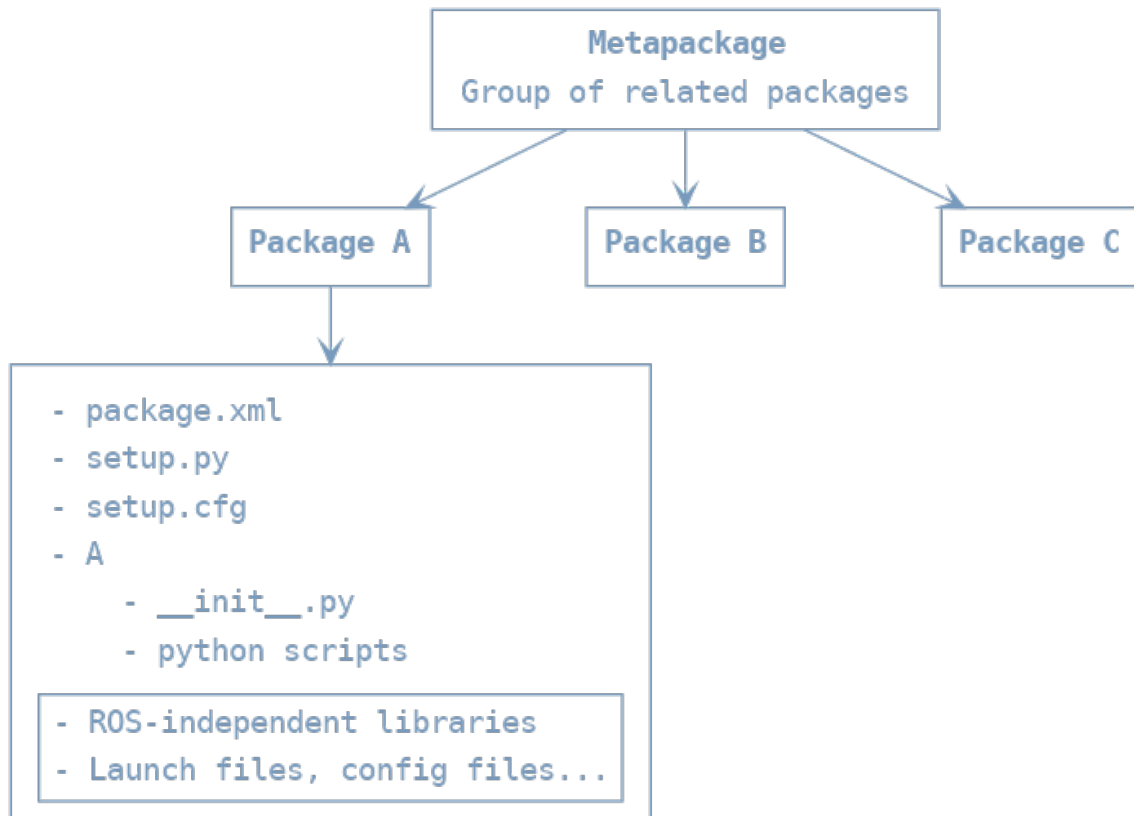 Metapackage
Group of related packages
Package A
Package B
Package C
- package.xml
- setup.py
- setup.cfg
- A
- __init__.py
- python scripts
- ROS-independent libraries
- Launch files, config files...